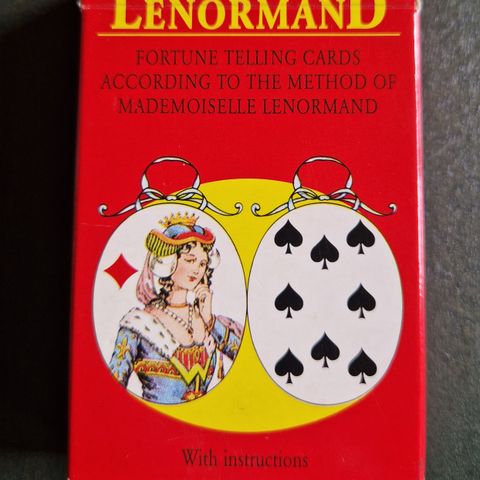 LENORMAND
FORTUNE TELLING CARDS
ACCORDING TO THE METHOD OF
MADEMOISELLE LENORMAND
With instructions